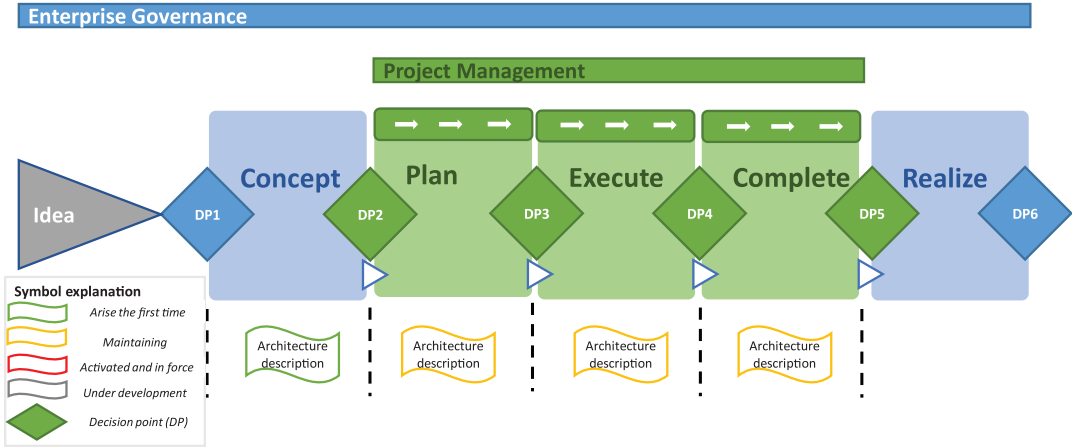 Enterprise Governance
Project Management
Concept
Plan
Execute
Complete
Realize
Idea
DP1
DP2
DP3
DP4
DP5
DP6
Symbol explanation
Arise the first time
Maintaining
Activated and in force
Under development
Decision point (DP)
Architecture
description
Architecture
description
Architecture
description
Architecture
description